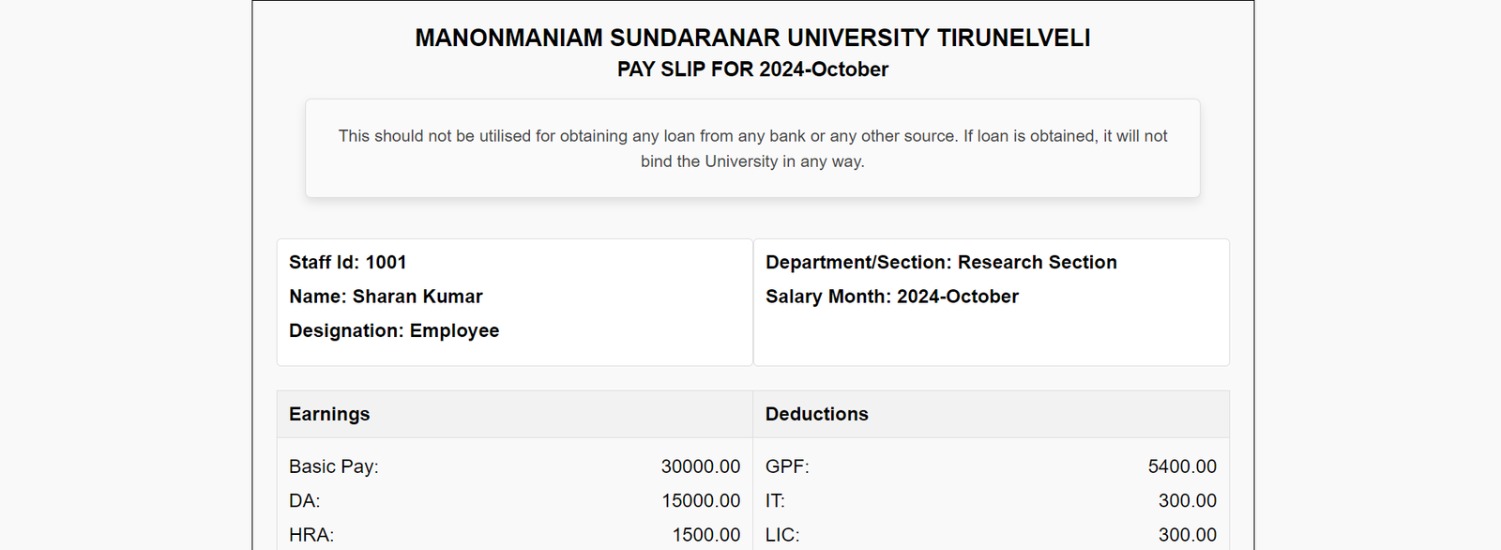 MANONMANIAM SUNDARANAR UNIVERSITY TIRUNELVELI
PAY SLIP FOR 2024-October
This should not be utilised for obtaining any loan from any bank or any other source. If loan is obtained, it will not
bind the University in any way.
Staff Id: 1001
Name: Sharan Kumar
Designation: Employee
Department/Section: Research Section
Salary Month: 2024-October
Earnings Deductions
Basic Pay: 30000.00 GPF: 5400.00
DA: 15000.00 IT: 300.00
HRA: 1500.00 LIC: 300.00